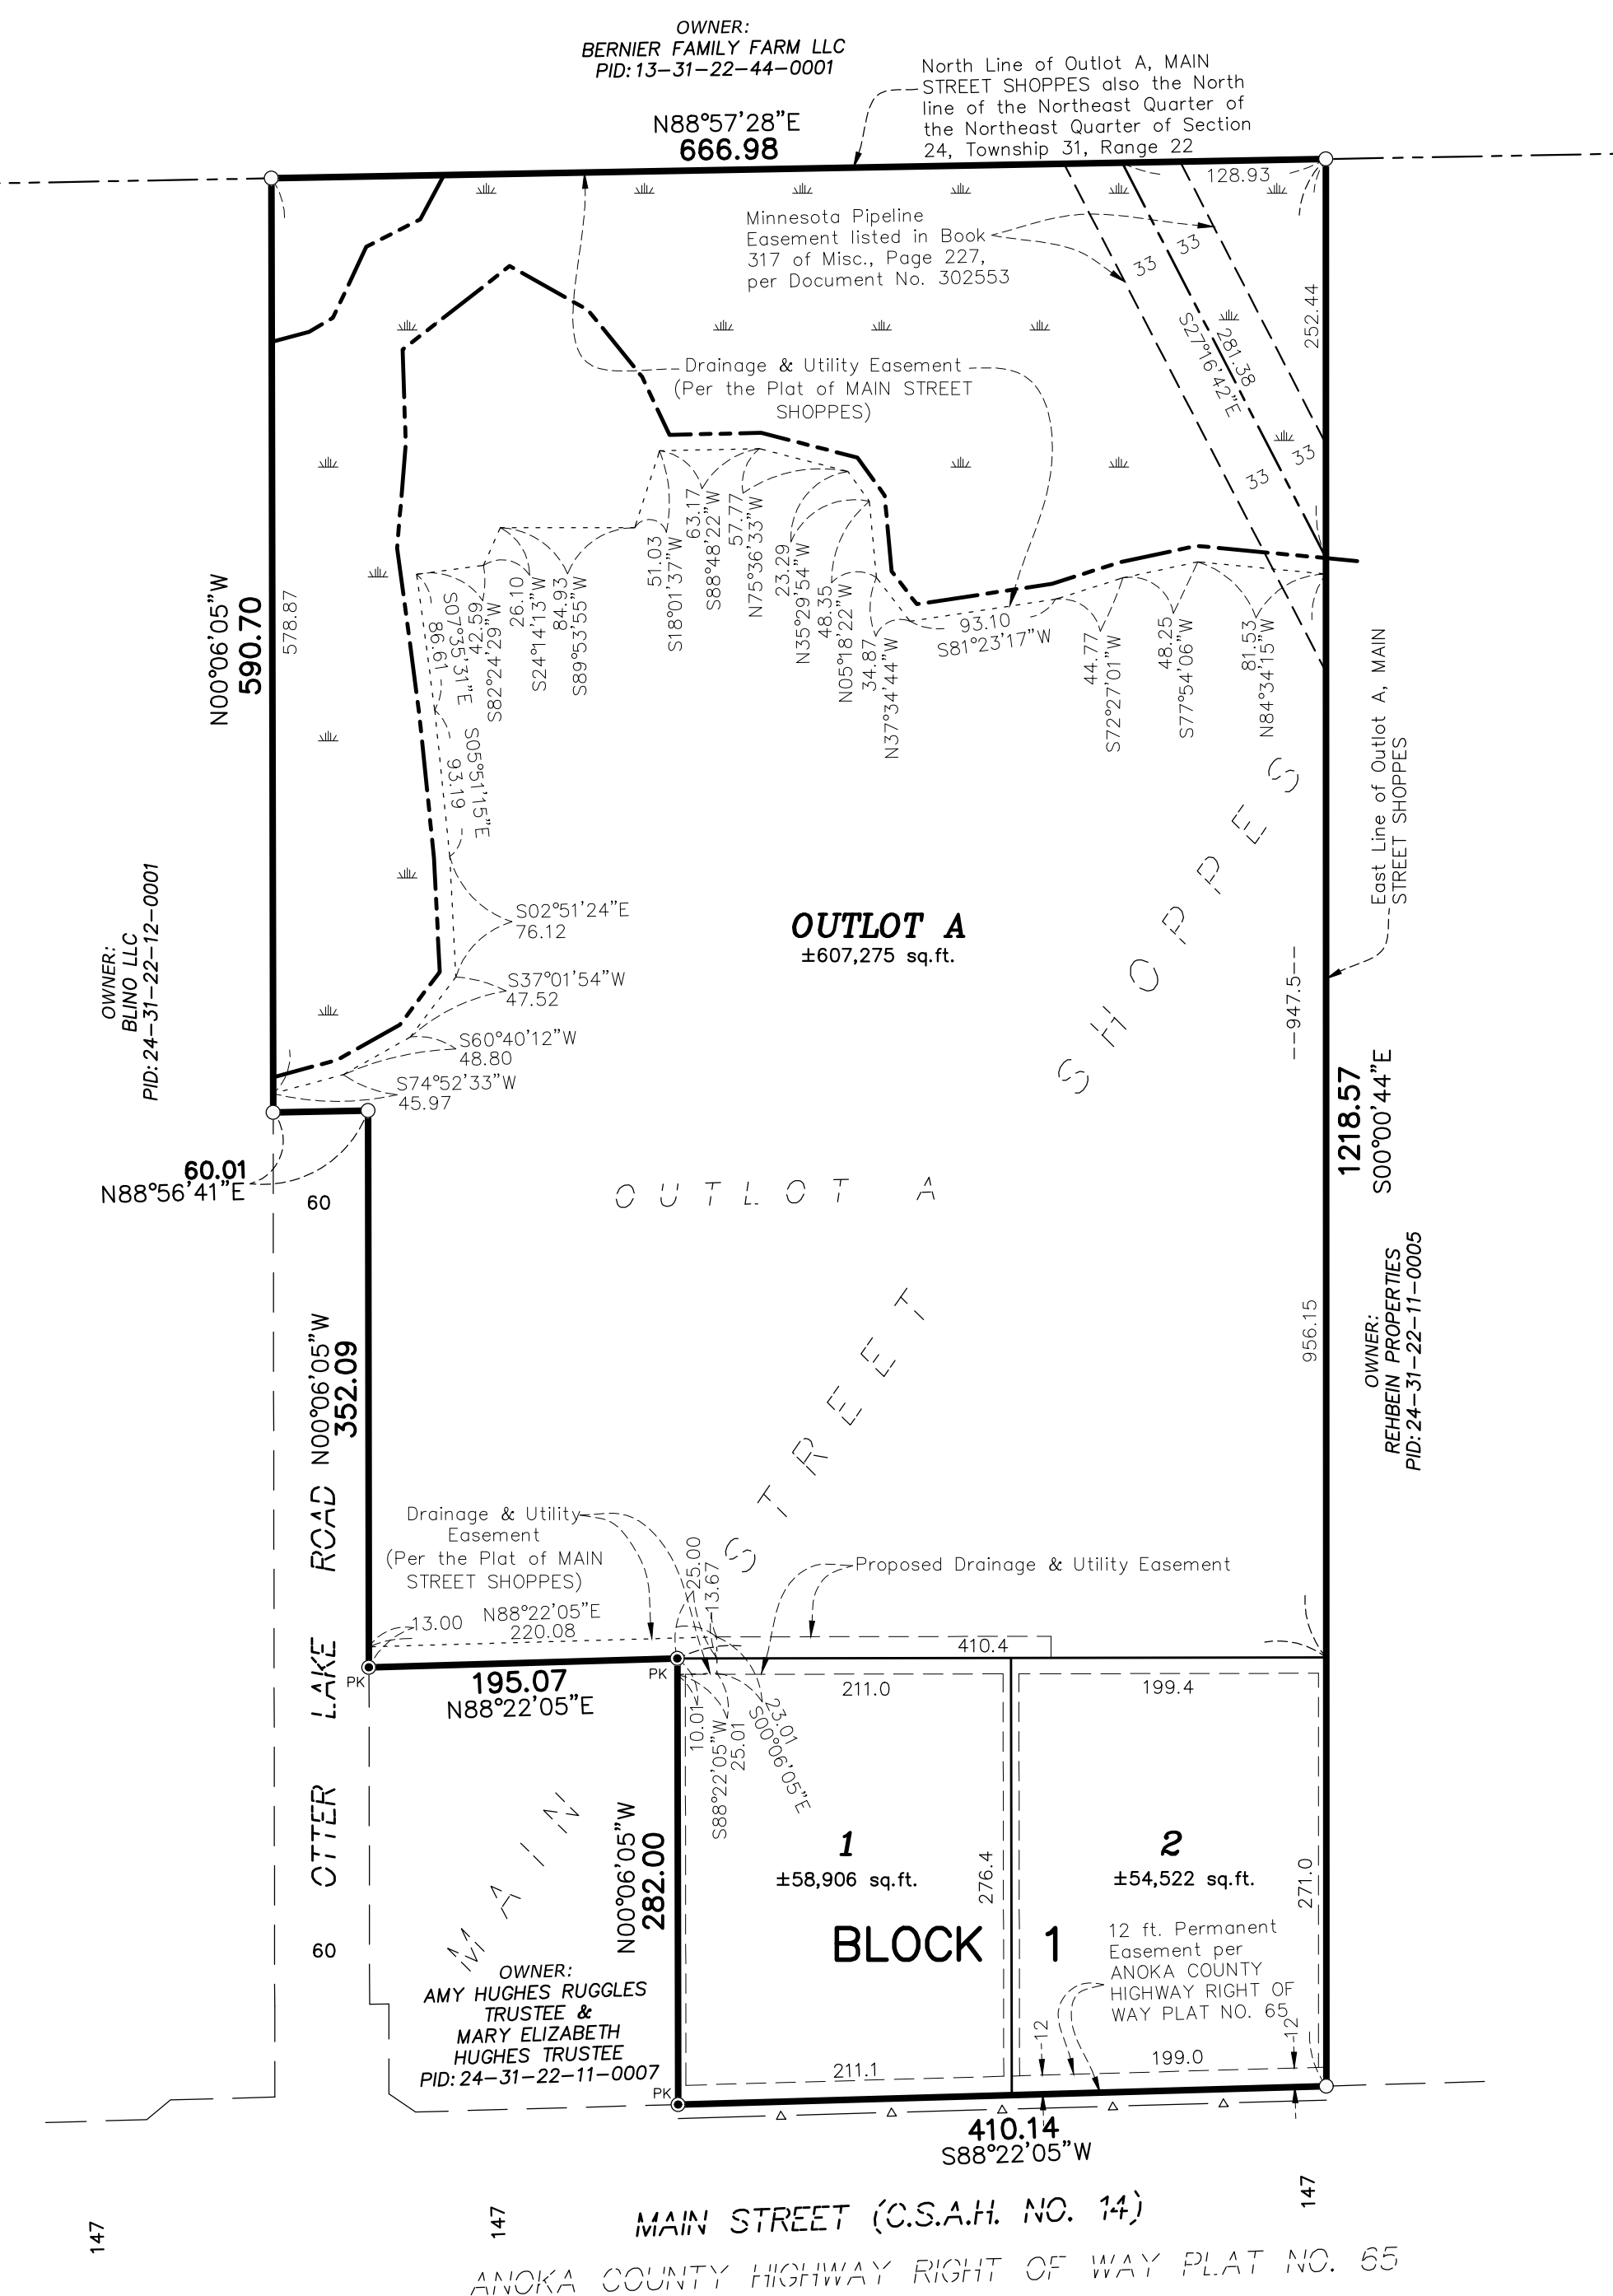 OWNER:
BERNIER FAMILY FARM LLC
PID: 13-31-22-44-0001
North Line of Outlot A, MAIN
STREET SHOPPES also the North
line of the Northeast Quarter of
the Northeast Quarter of Section
24, Township 31, Range 22
N88°57'28"E
666.98
128.93
Minnesota Pipeline
Easement listed in Book
317 of Misc., Page 227,
per Document No. 302553
33
33
252.44
281.38
S27°16'42"E
33
33
Drainage & Utility Easement
(Per the Plat of MAIN STREET
SHOPPES)
N00°06'05"W
590.70
578.87
86.61
S07°35'31"E
S82°24'29"W
26.10
S24°14'13"W
84.93
S89°53'55"W
51.03
S18°01'37"W
63.17
S88°48'22"W
57.77
N75°36'33"W
23.29
N35°29'54"W
48.35
N05°18'22"W
34.87
N37°34'44"W
93.10
S81°23'17"W
44.77
S72°27'01"W
48.25
S77°54'06"W
81.53
N84°34'15"W
93.19
S05°51'15"E
East Line of Outlot A, MAIN
STREET SHOPPES
OWNER:
BLINO LLC
PID: 24-31-22-12-0001
S02°51'24"E
76.12
S37°01'54"W
47.52
S60°40'12"W
48.80
S74°52'33"W
45.97
OUTLOT A
±607,275 sq.ft.
SHOPPES
--947.5--
1218.57
S00°00'44"E
60.01
N88°56'41"E
60
OUTLOT A
OWNER:
REHBEIN PROPERTIES
PID: 24-31-22-11-0005
956.15
N00°06'05"W
352.09
STREET
OTTER LAKE ROAD
Drainage & Utility
Easement
(Per the Plat of MAIN
STREET SHOPPES)
25.00
13.67
Proposed Drainage & Utility Easement
13.00
N88°22'05"E
220.08
410.4
PK
195.07
N88°22'05"E
PK
211.0
199.4
10.01
S88°22'05"W
25.01
23.01
S00°06'05"E
MAIN
N00°06'05"W
282.00
1
±58,906 sq.ft.
276.4
2
±54,522 sq.ft.
271.0
BLOCK 1
12 ft. Permanent
Easement per
ANOKA COUNTY
HIGHWAY RIGHT OF
WAY PLAT NO. 65
60
OWNER:
AMY HUGHES RUGGLES
TRUSTEE &
MARY ELIZABETH
HUGHES TRUSTEE
PID: 24-31-22-11-0007
12
12
211.1
199.0
PK
410.14
S88°22'05"W
147
147
147
MAIN STREET (C.S.A.H. NO. 14)
ANOKA COUNTY HIGHWAY RIGHT OF WAY PLAT NO. 65